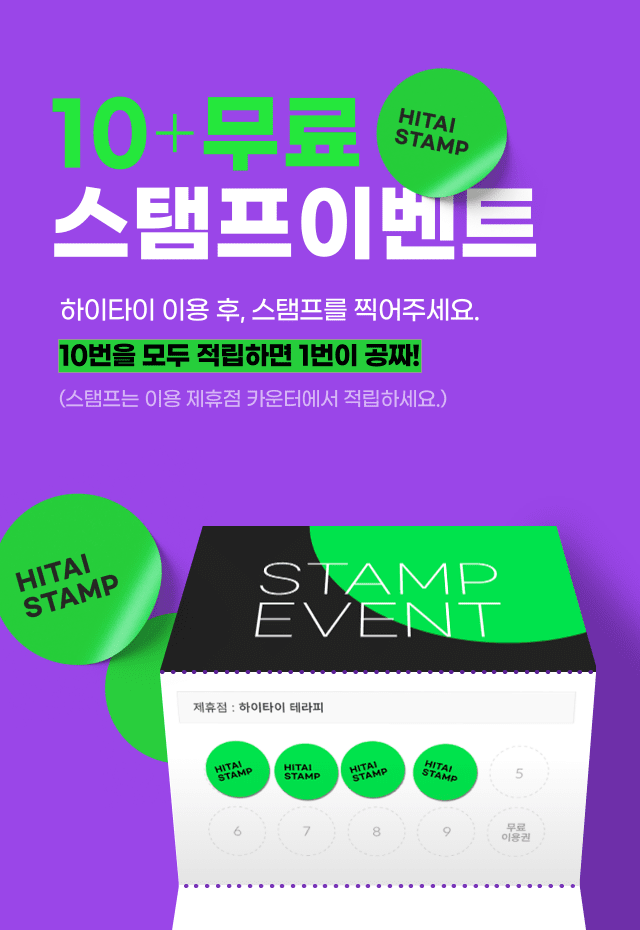 10+무료
HITAI
STAMP
스탬프이벤트
하이타이 이용 후, 스탬프를 찍어주세요.
10번을 모두 적립하면 1번이 공짜!
(스탬프는 이용 제휴점 카운터에서 적립하세요.)
HITAI
STAMP
STAMP
EVENT
제휴점 : 하이타이 테라피
HITAI
STAMP
HITAI
STAMP
HITAI
STAMP
HITAI
STAMP
5
6
7
8
9
무료
이용권